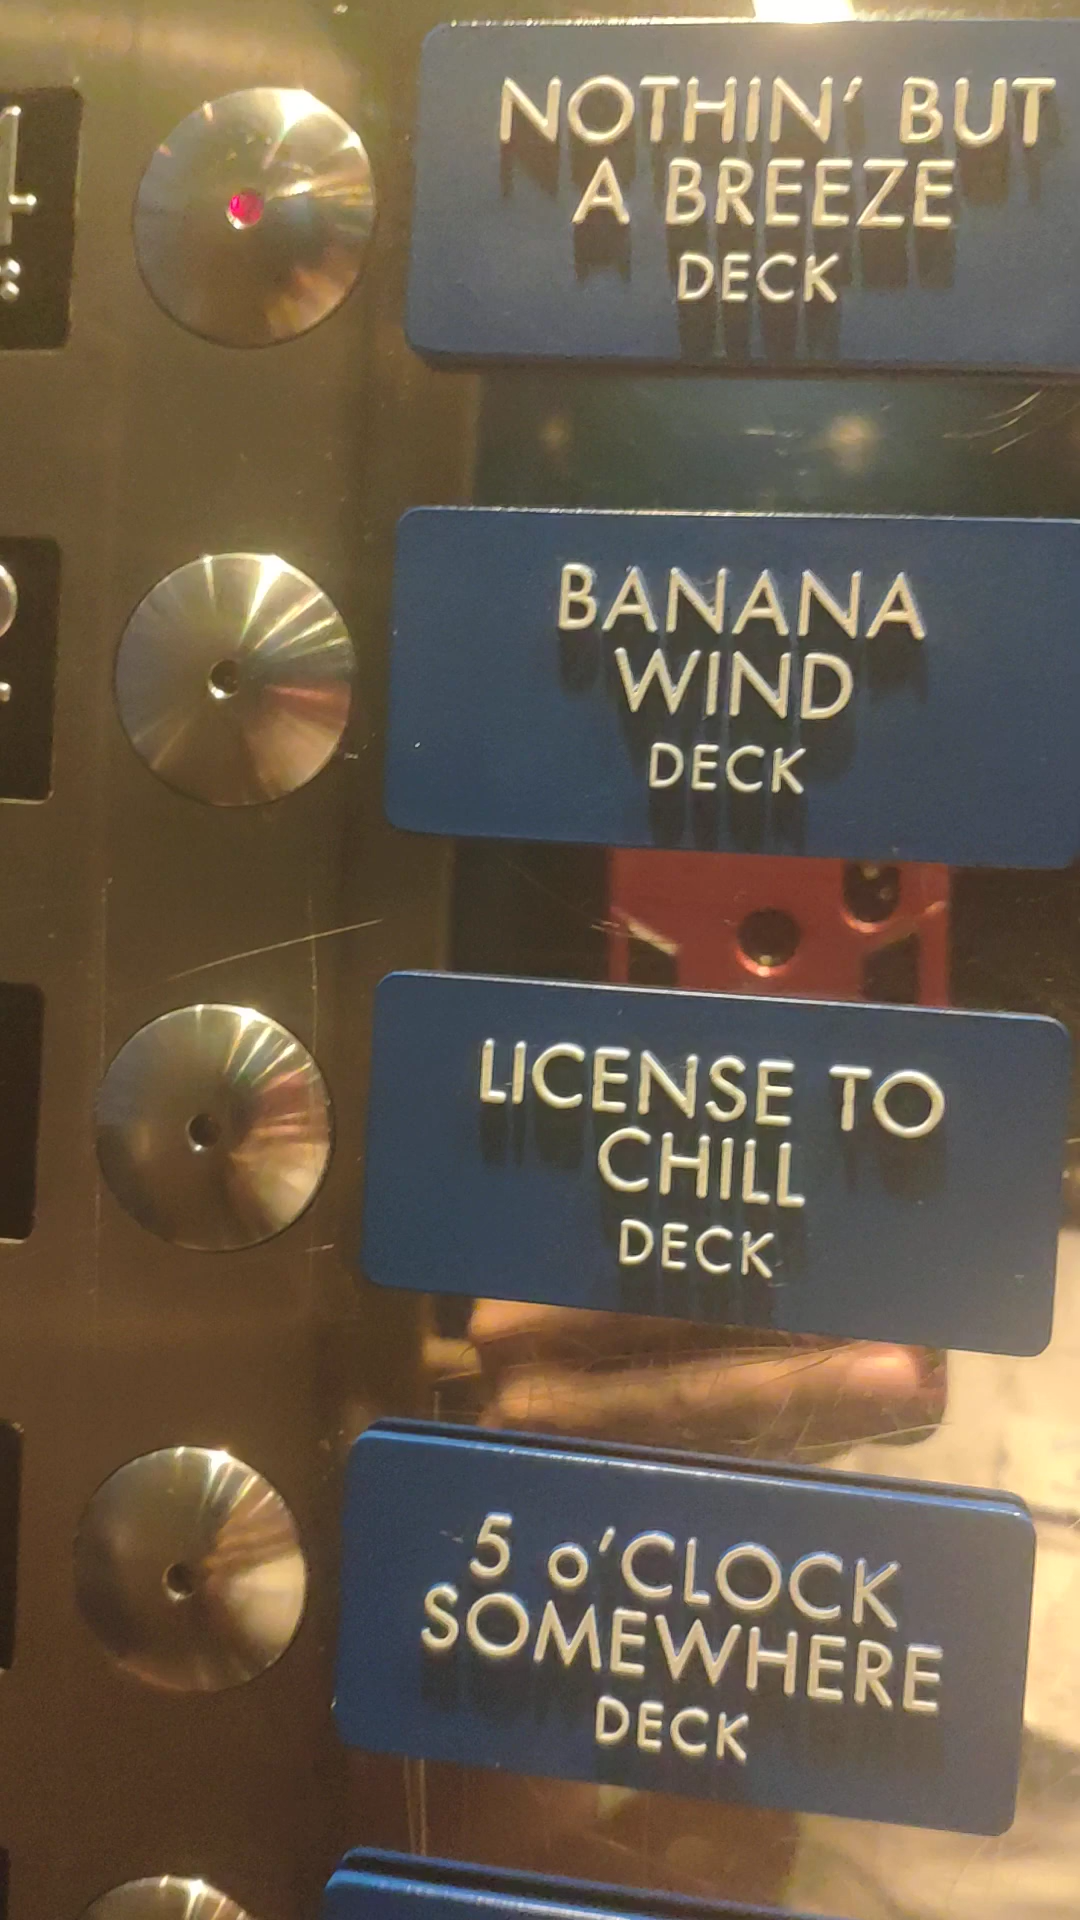 NOTHIN' BUT
A BREEZE
DECK
BANANA
WIND
DECK
LICENSE TO
CHILL
DECK
5 o'CLOCK
SOMEWHERE
DECK